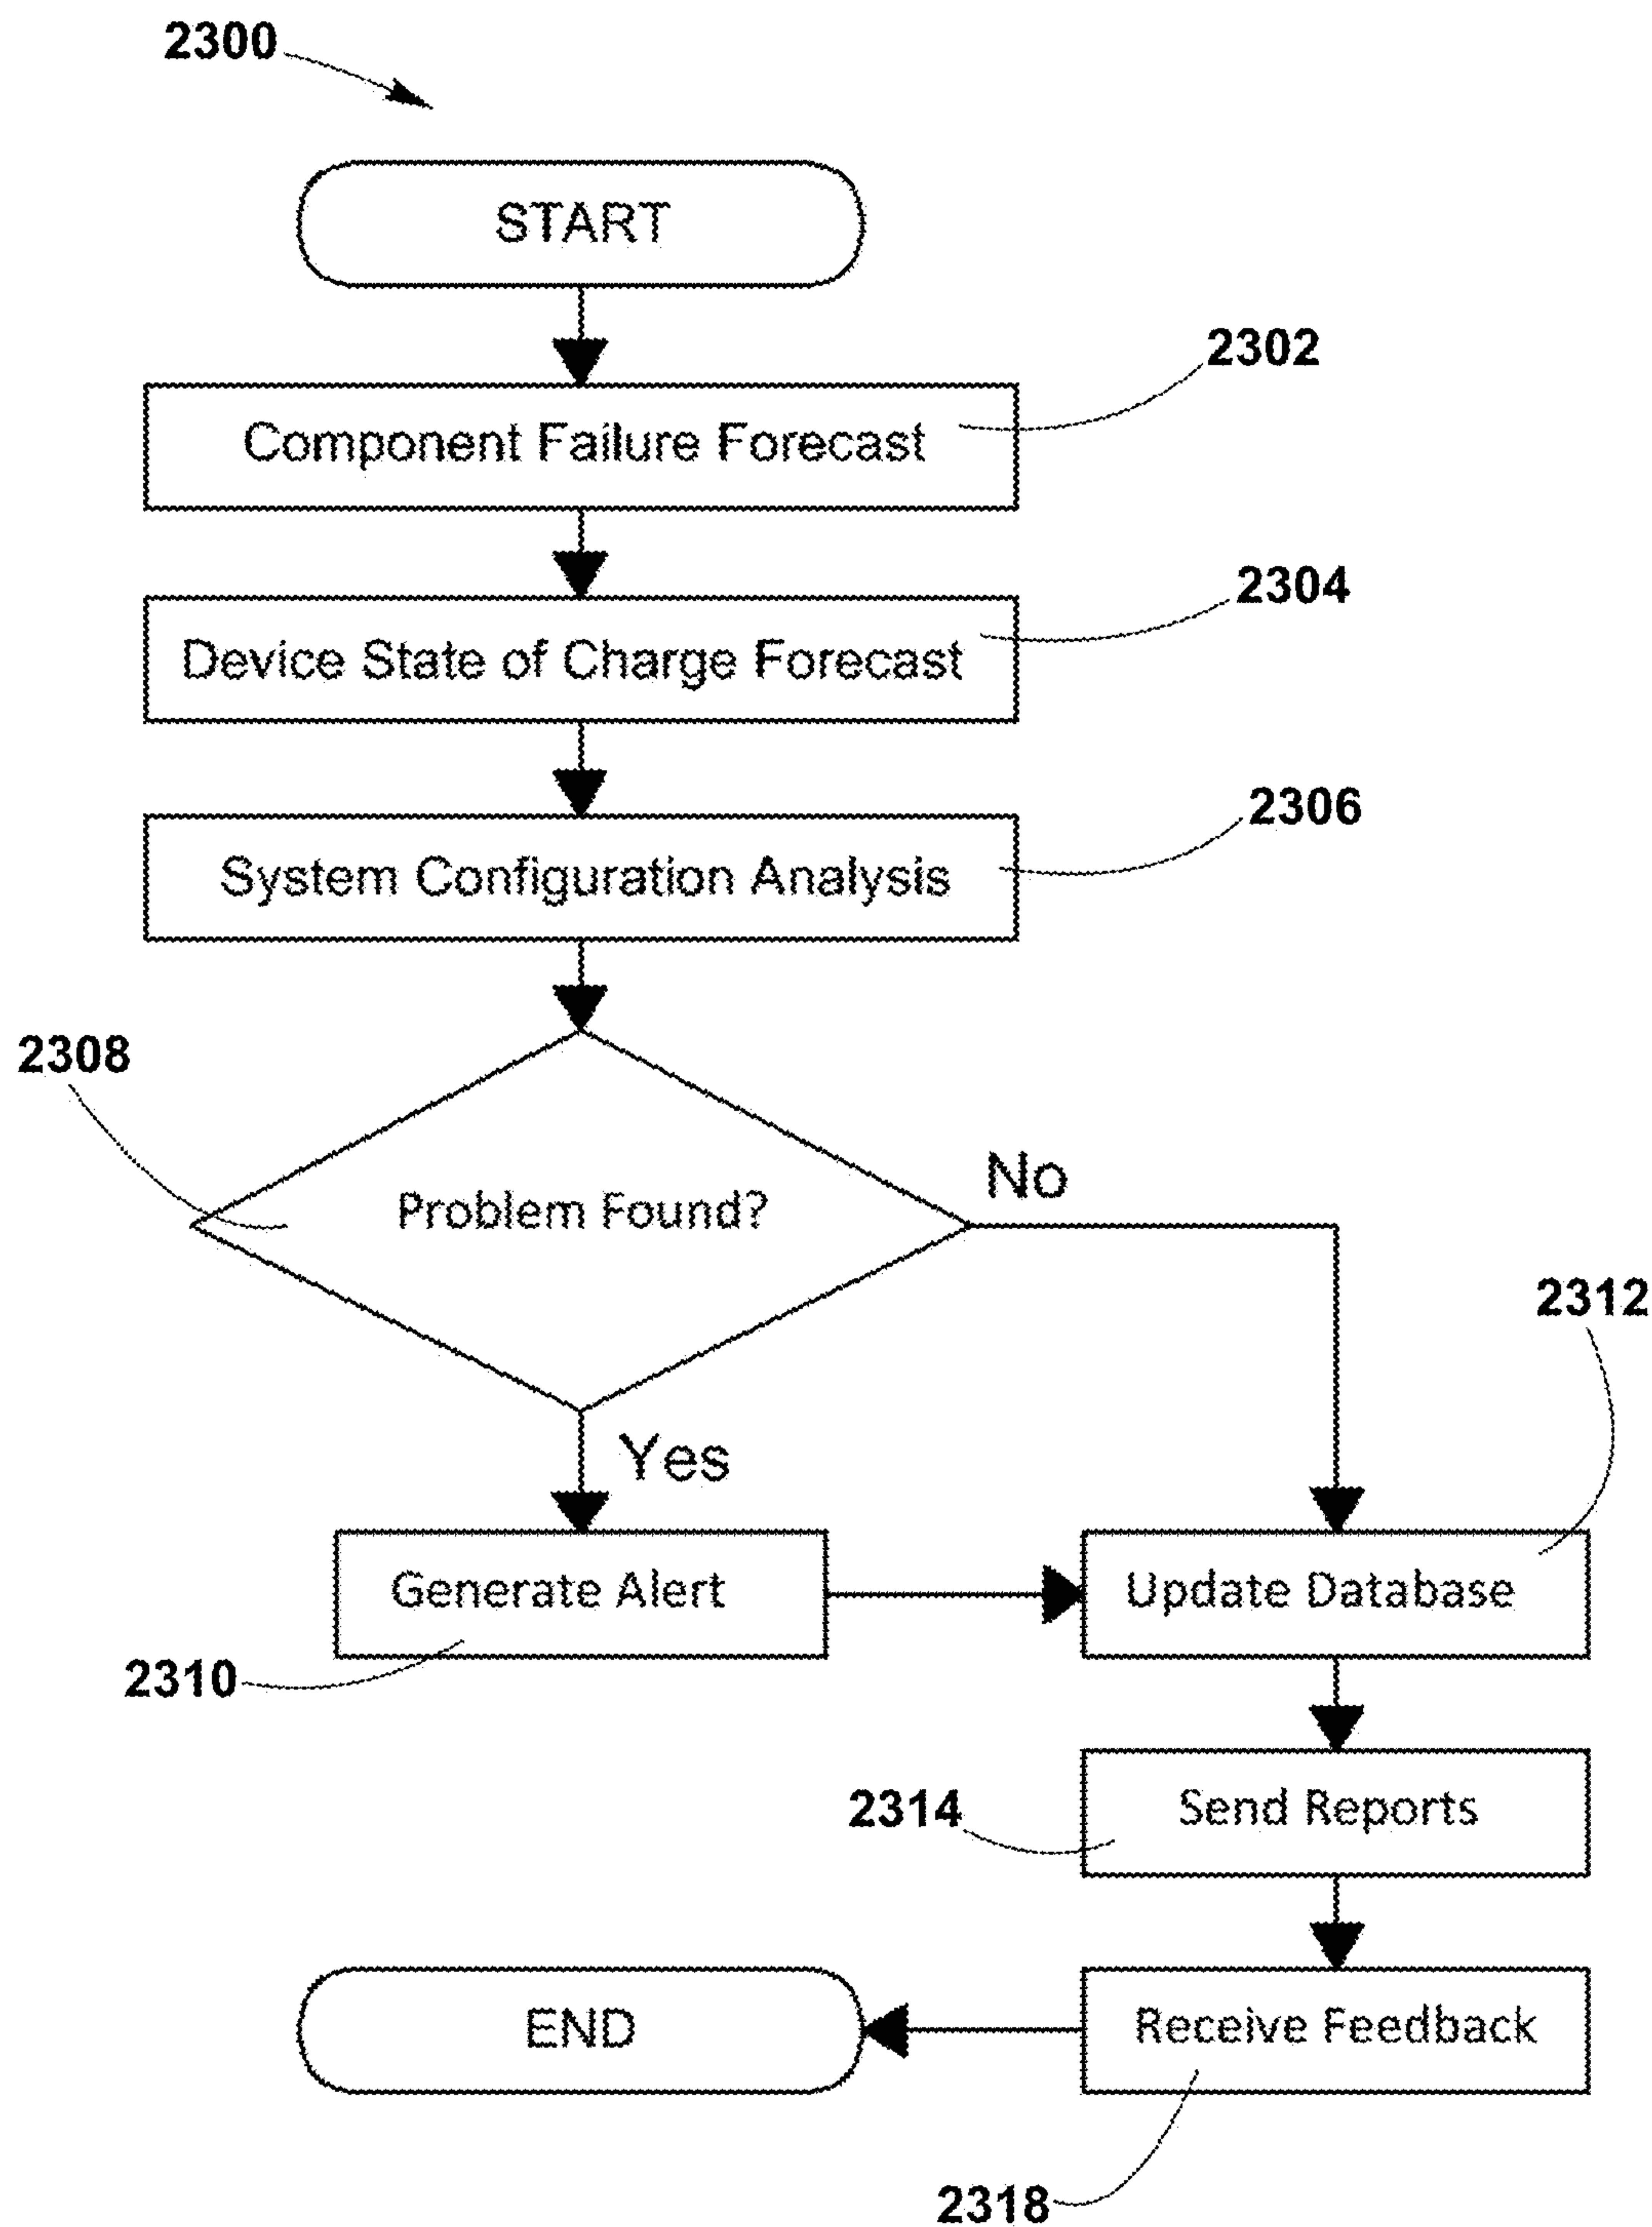 2300
START
2302
Component Failure Forecast
2304
Device State of Charge Forecast
2306
System Configuration Analysis
2308
Problem Found?
No
2312
Yes
Generate Alert
Update Database
2310
2314
Send Reports
END
Receive Feedback
2318